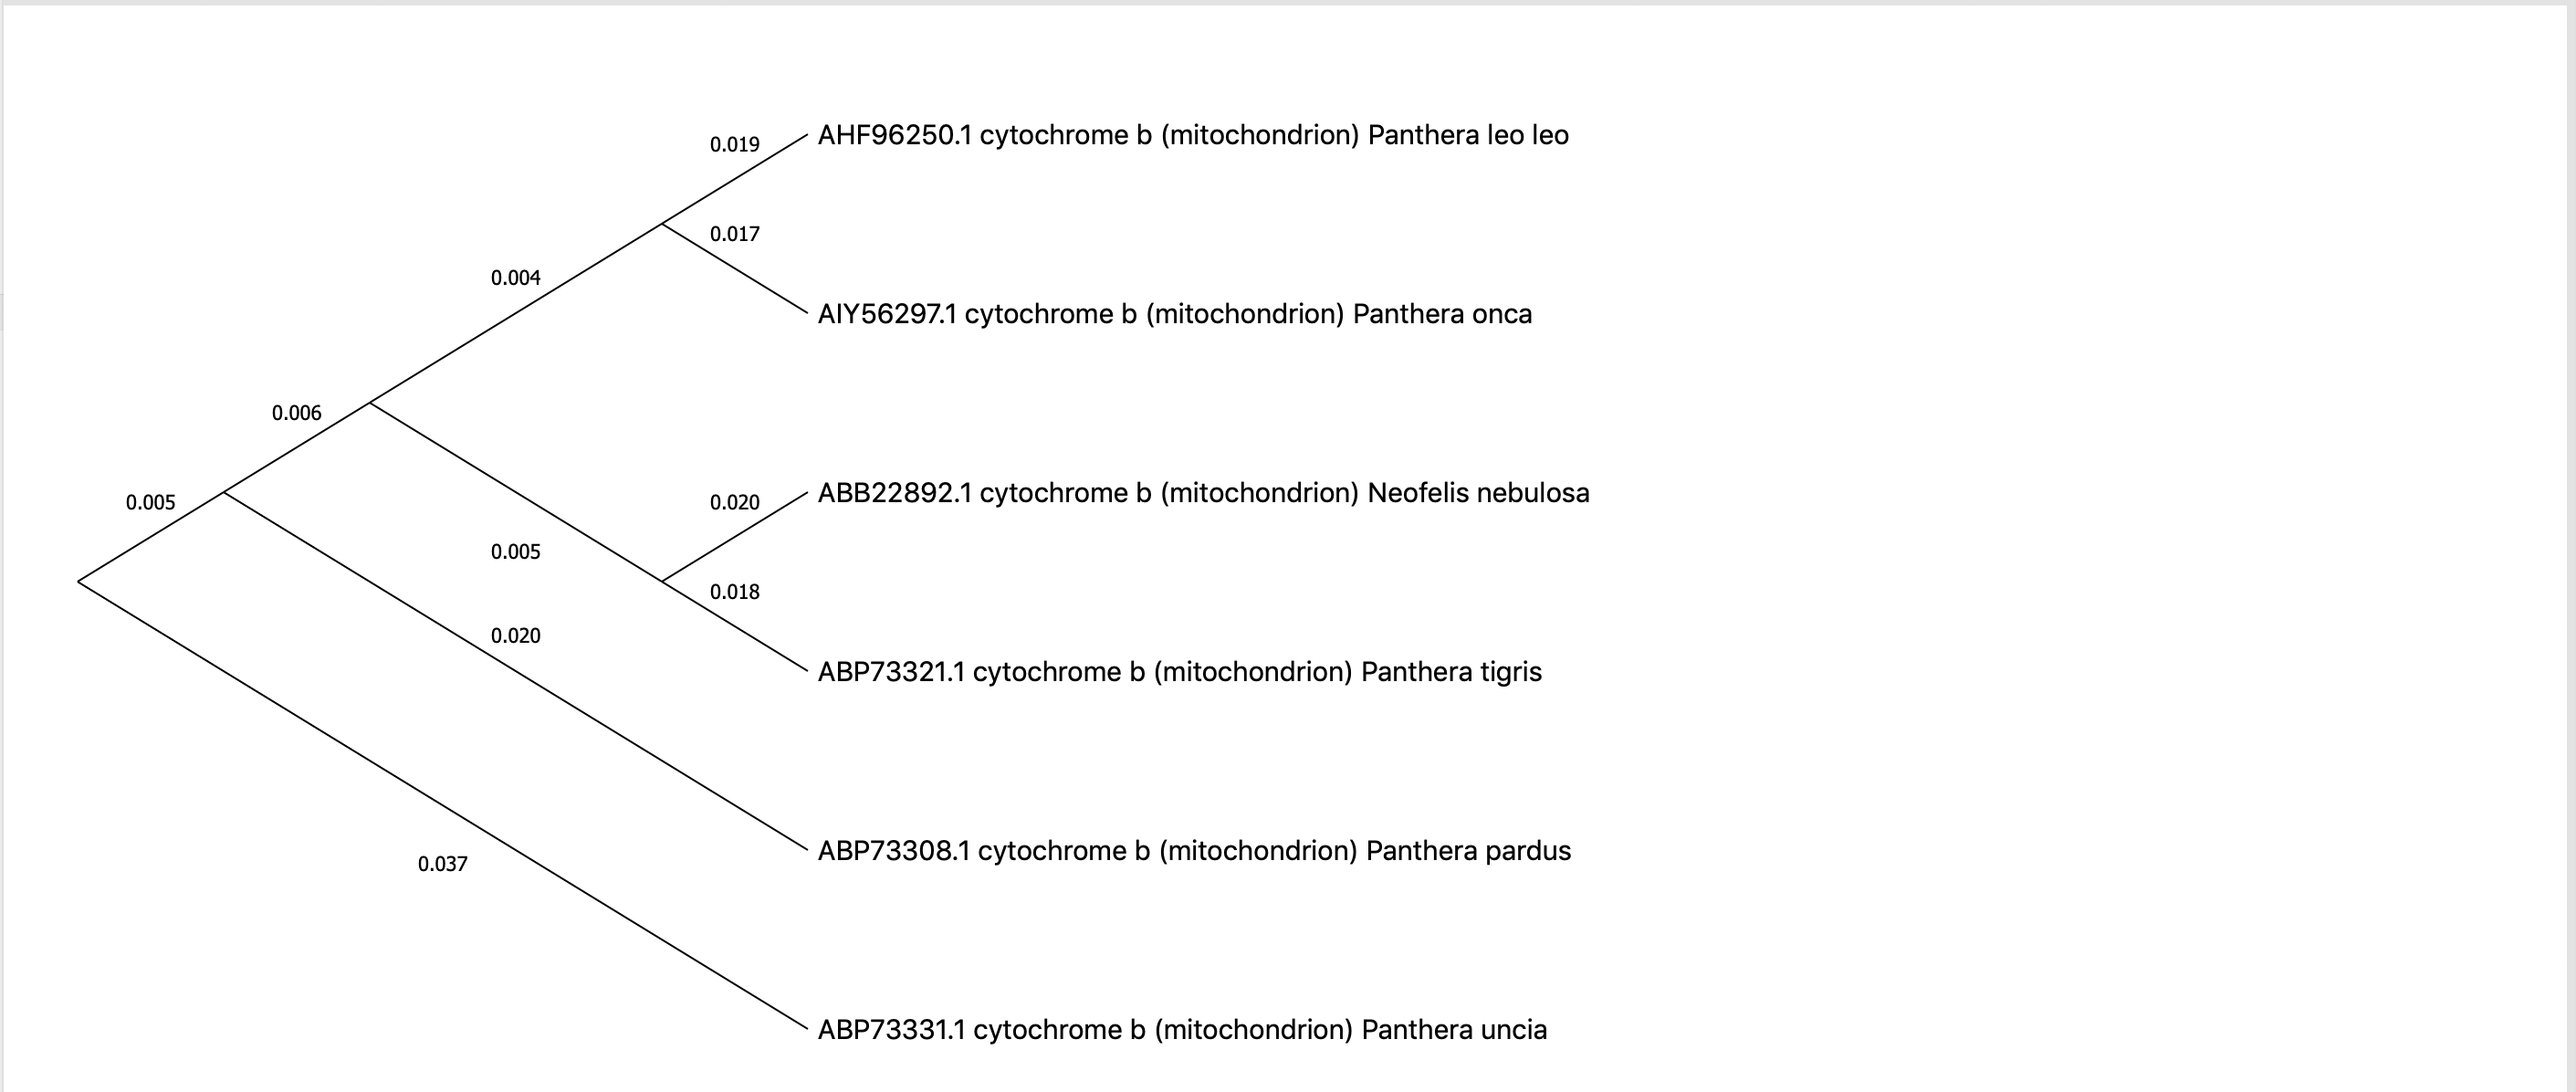 0.019
AHF96250.1 cytochrome b (mitochondrion) Panthera leo leo
0.017
0.004
AIY56297.1 cytochrome b (mitochondrion) Panthera onca
0.006
0.005
0.020
ABB22892.1 cytochrome b (mitochondrion) Neofelis nebulosa
0.005
0.018
0.020
ABP73321.1 cytochrome b (mitochondrion) Panthera tigris
ABP73308.1 cytochrome b (mitochondrion) Panthera pardus
0.037
ABP73331.1 cytochrome b (mitochondrion) Panthera uncia